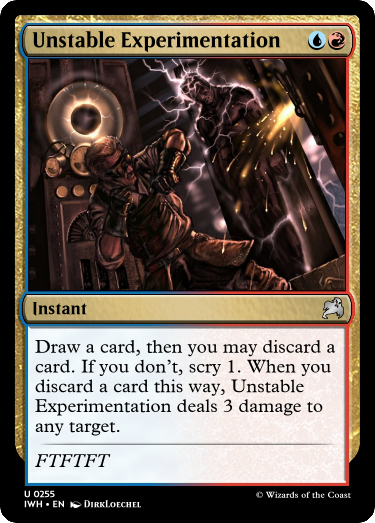 Unstable Experimentation
Instant
Draw a card, then you may discard a
card. If you don't, scry 1. When you
discard a card this way, Unstable
Experimentation deals 3 damage to
any target.
FTFTFT
U 0255
IWH • EN DirkLoechel
© Wizards of the Coast